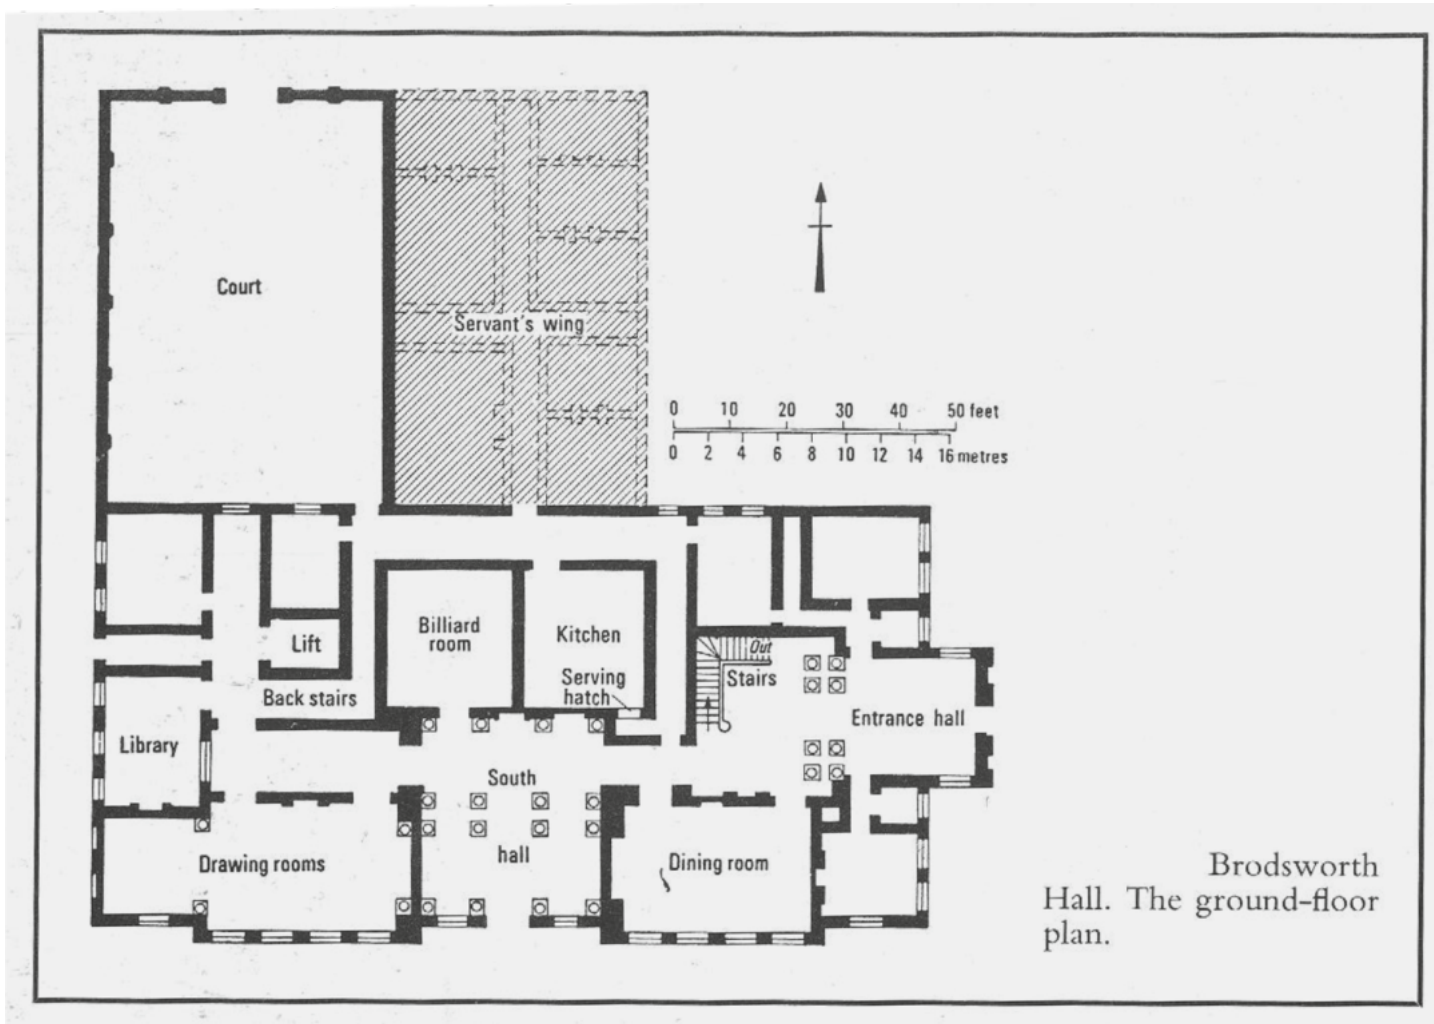 Court
Servant's wing
0 10 20 30 40 50 feet
0 2 4 6 8 10 12 14 16 metres
Lift
Billiard
room
Kitchen
Serving
hatch
Out
Stairs
Back stairs
Library
Entrance hall
South
hall
Drawing rooms
Dining room
Brodsworth
Hall. The ground-floor
plan.